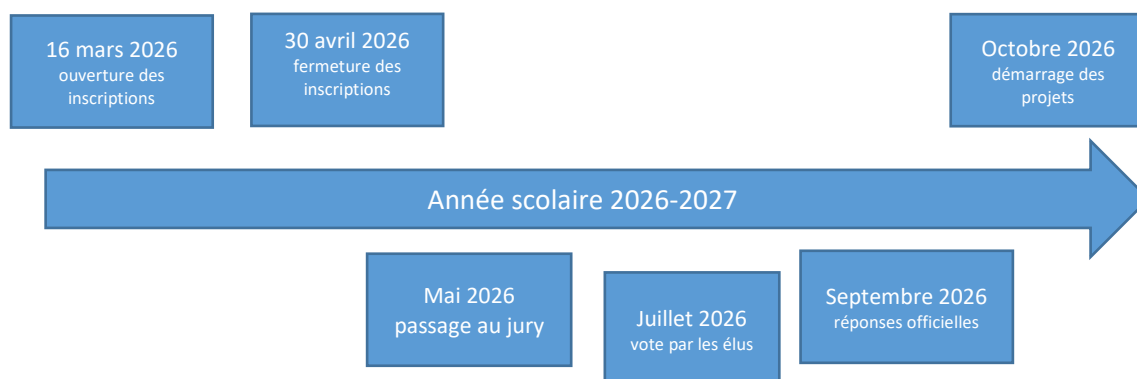 16 mars 2026
ouverture des
inscriptions
30 avril 2026
fermeture des
inscriptions
Octobre 2026
démarrage des
projets
Année scolaire 2026-2027
Mai 2026
passage au jury
Juillet 2026
vote par les élus
Septembre 2026
réponses officielles